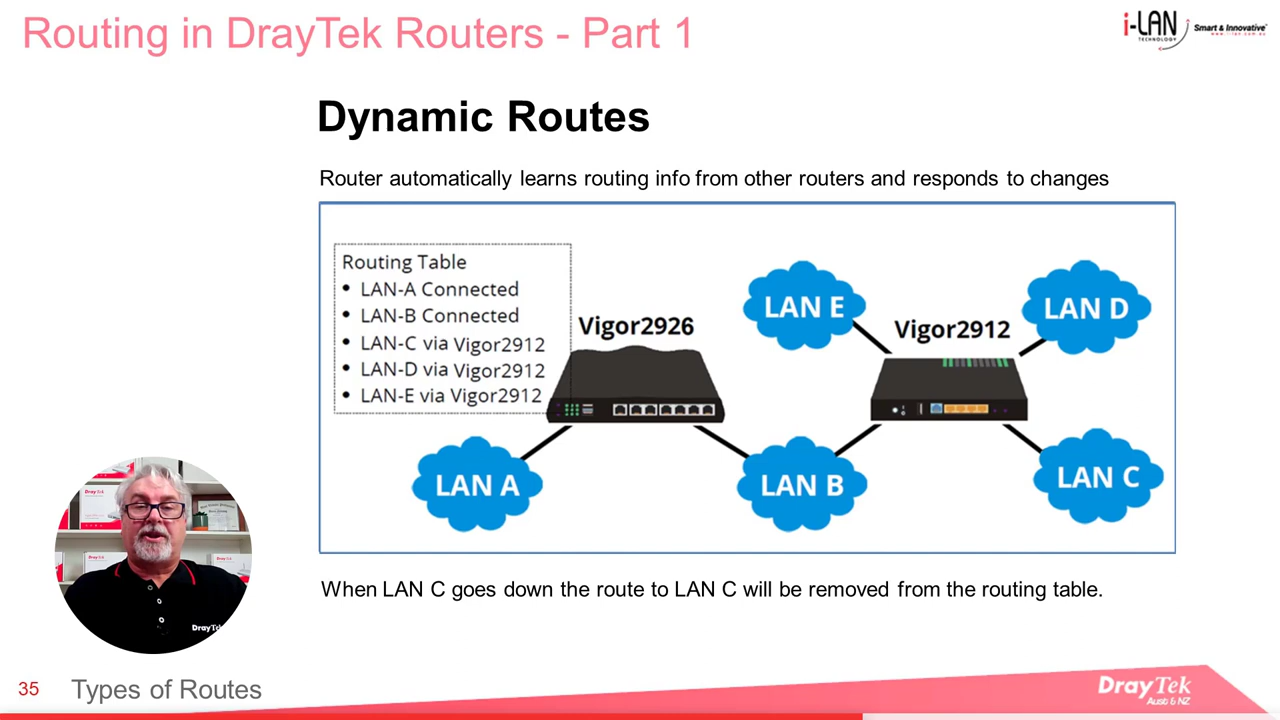 Routing in DrayTek Routers - Part 1
i-LAN
TECHNOLOGY
Smart & Innovative
Dynamic Routes
Router automatically learns routing info from other routers and responds to changes
Routing Table
• LAN-A Connected
• LAN-B Connected
• LAN-C via Vigor2912
• LAN-D via Vigor2912
• LAN-E via Vigor2912
Vigor2926
LAN E
Vigor2912
LAN D
LAN A
LAN B
LAN C
When LAN C goes down the route to LAN C will be removed from the routing table.
DrayTek
35
Types of Routes
DrayTek
Aust & NZ